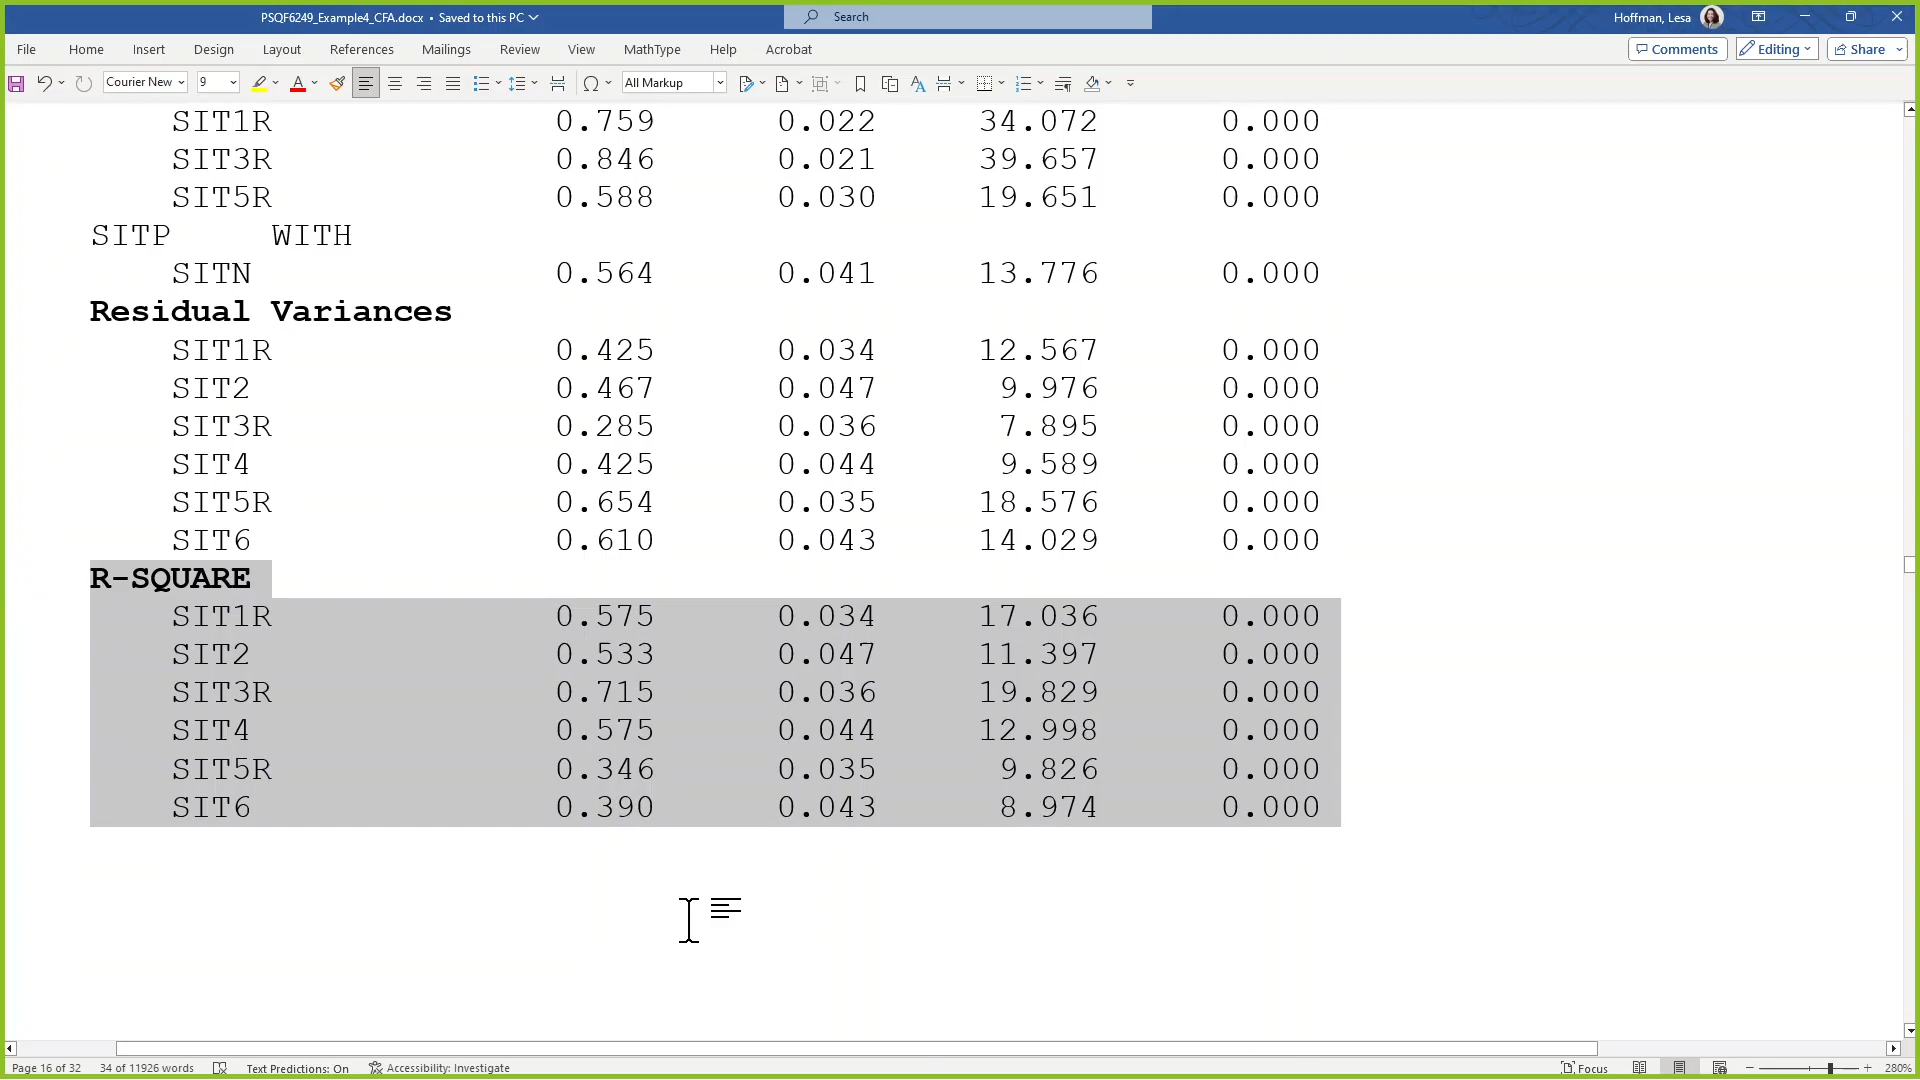 PSQF6249_Example4_CFA.docx • Saved to this PC
Search
Hoffman, Lesa
File Home Insert Design Layout References Mailings Review View MathType Help Acrobat
Comments Editing Share
Courier New 9 All Markup
SIT1R 0.759 0.022 34.072 0.000
SIT3R 0.846 0.021 39.657 0.000
SIT5R 0.588 0.030 19.651 0.000
SITP WITH
SITN 0.564 0.041 13.776 0.000
Residual Variances
SIT1R 0.425 0.034 12.567 0.000
SIT2 0.467 0.047 9.976 0.000
SIT3R 0.285 0.036 7.895 0.000
SIT4 0.425 0.044 9.589 0.000
SIT5R 0.654 0.035 18.576 0.000
SIT6 0.610 0.043 14.029 0.000
R-SQUARE
SIT1R 0.575 0.034 17.036 0.000
SIT2 0.533 0.047 11.397 0.000
SIT3R 0.715 0.036 19.829 0.000
SIT4 0.575 0.044 12.998 0.000
SIT5R 0.346 0.035 9.826 0.000
SIT6 0.390 0.043 8.974 0.000
Page 16 of 32 34 of 11926 words Text Predictions: On Accessibility: Investigate Focus 280%